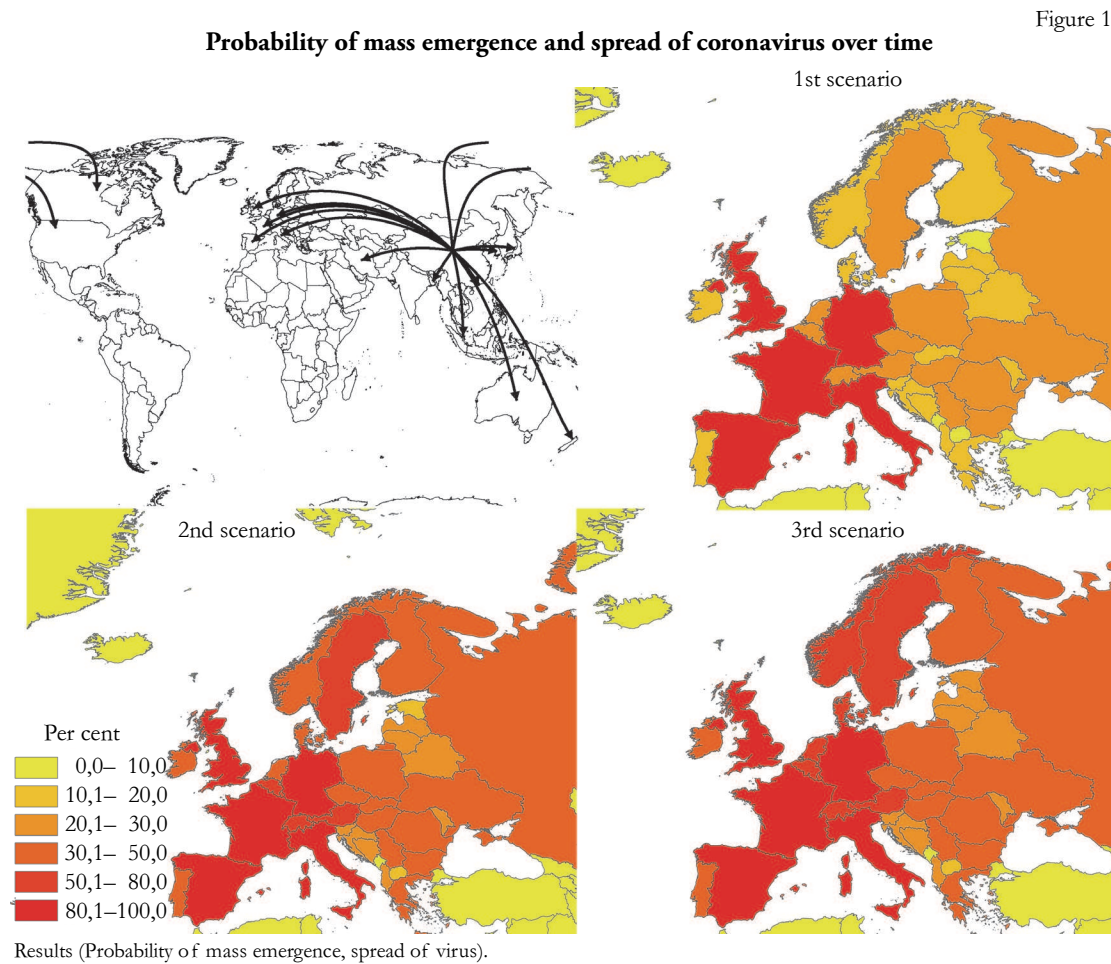 Figure 1
Probability of mass emergence and spread of coronavirus over time
1st scenario
2nd scenario
3rd scenario
Per cent
0,0– 10,0
10,1– 20,0
20,1– 30,0
30,1– 50,0
50,1– 80,0
80,1–100,0
Results (Probability of mass emergence, spread of virus).